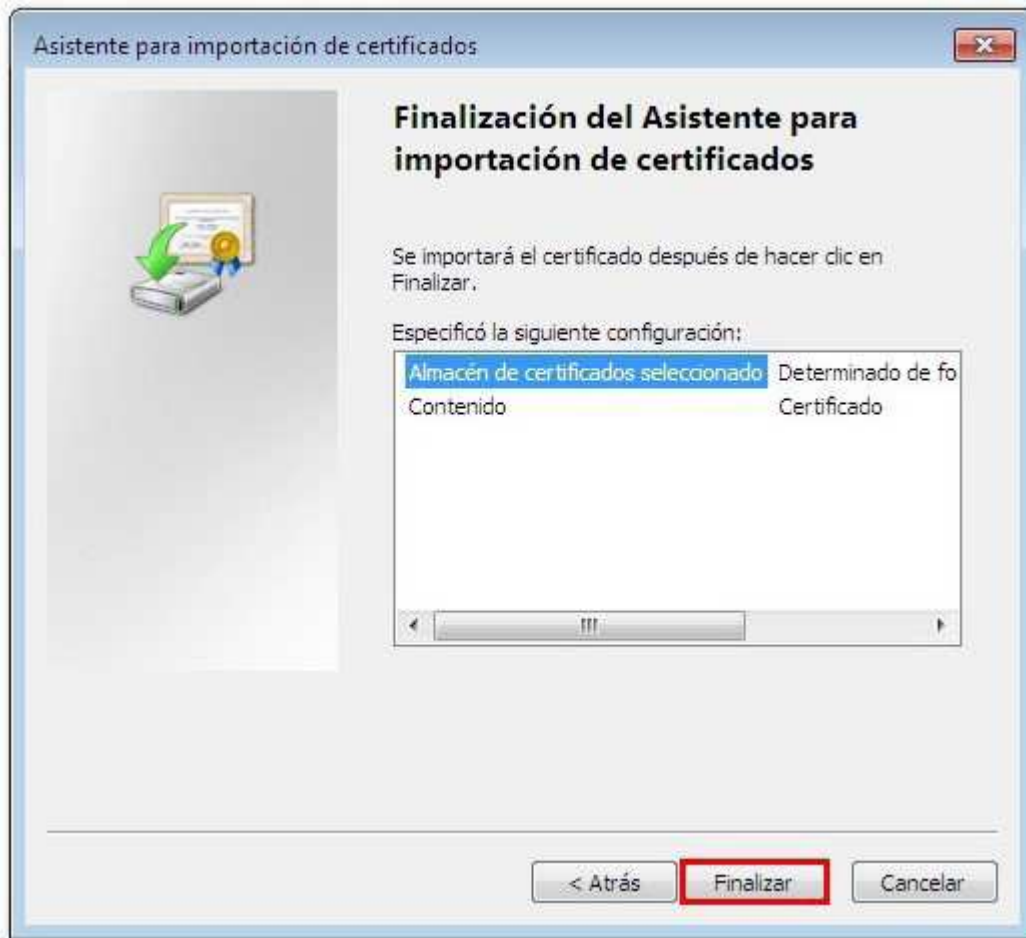 Asistente para importación de certificados
Finalización del Asistente para
importación de certificados
Se importará el certificado después de hacer clic en
Finalizar.
Especificó la siguiente configuración:
Almacén de certificados seleccionado Determinado de fo
Contenido Certificado
< Atrás Finalizar Cancelar